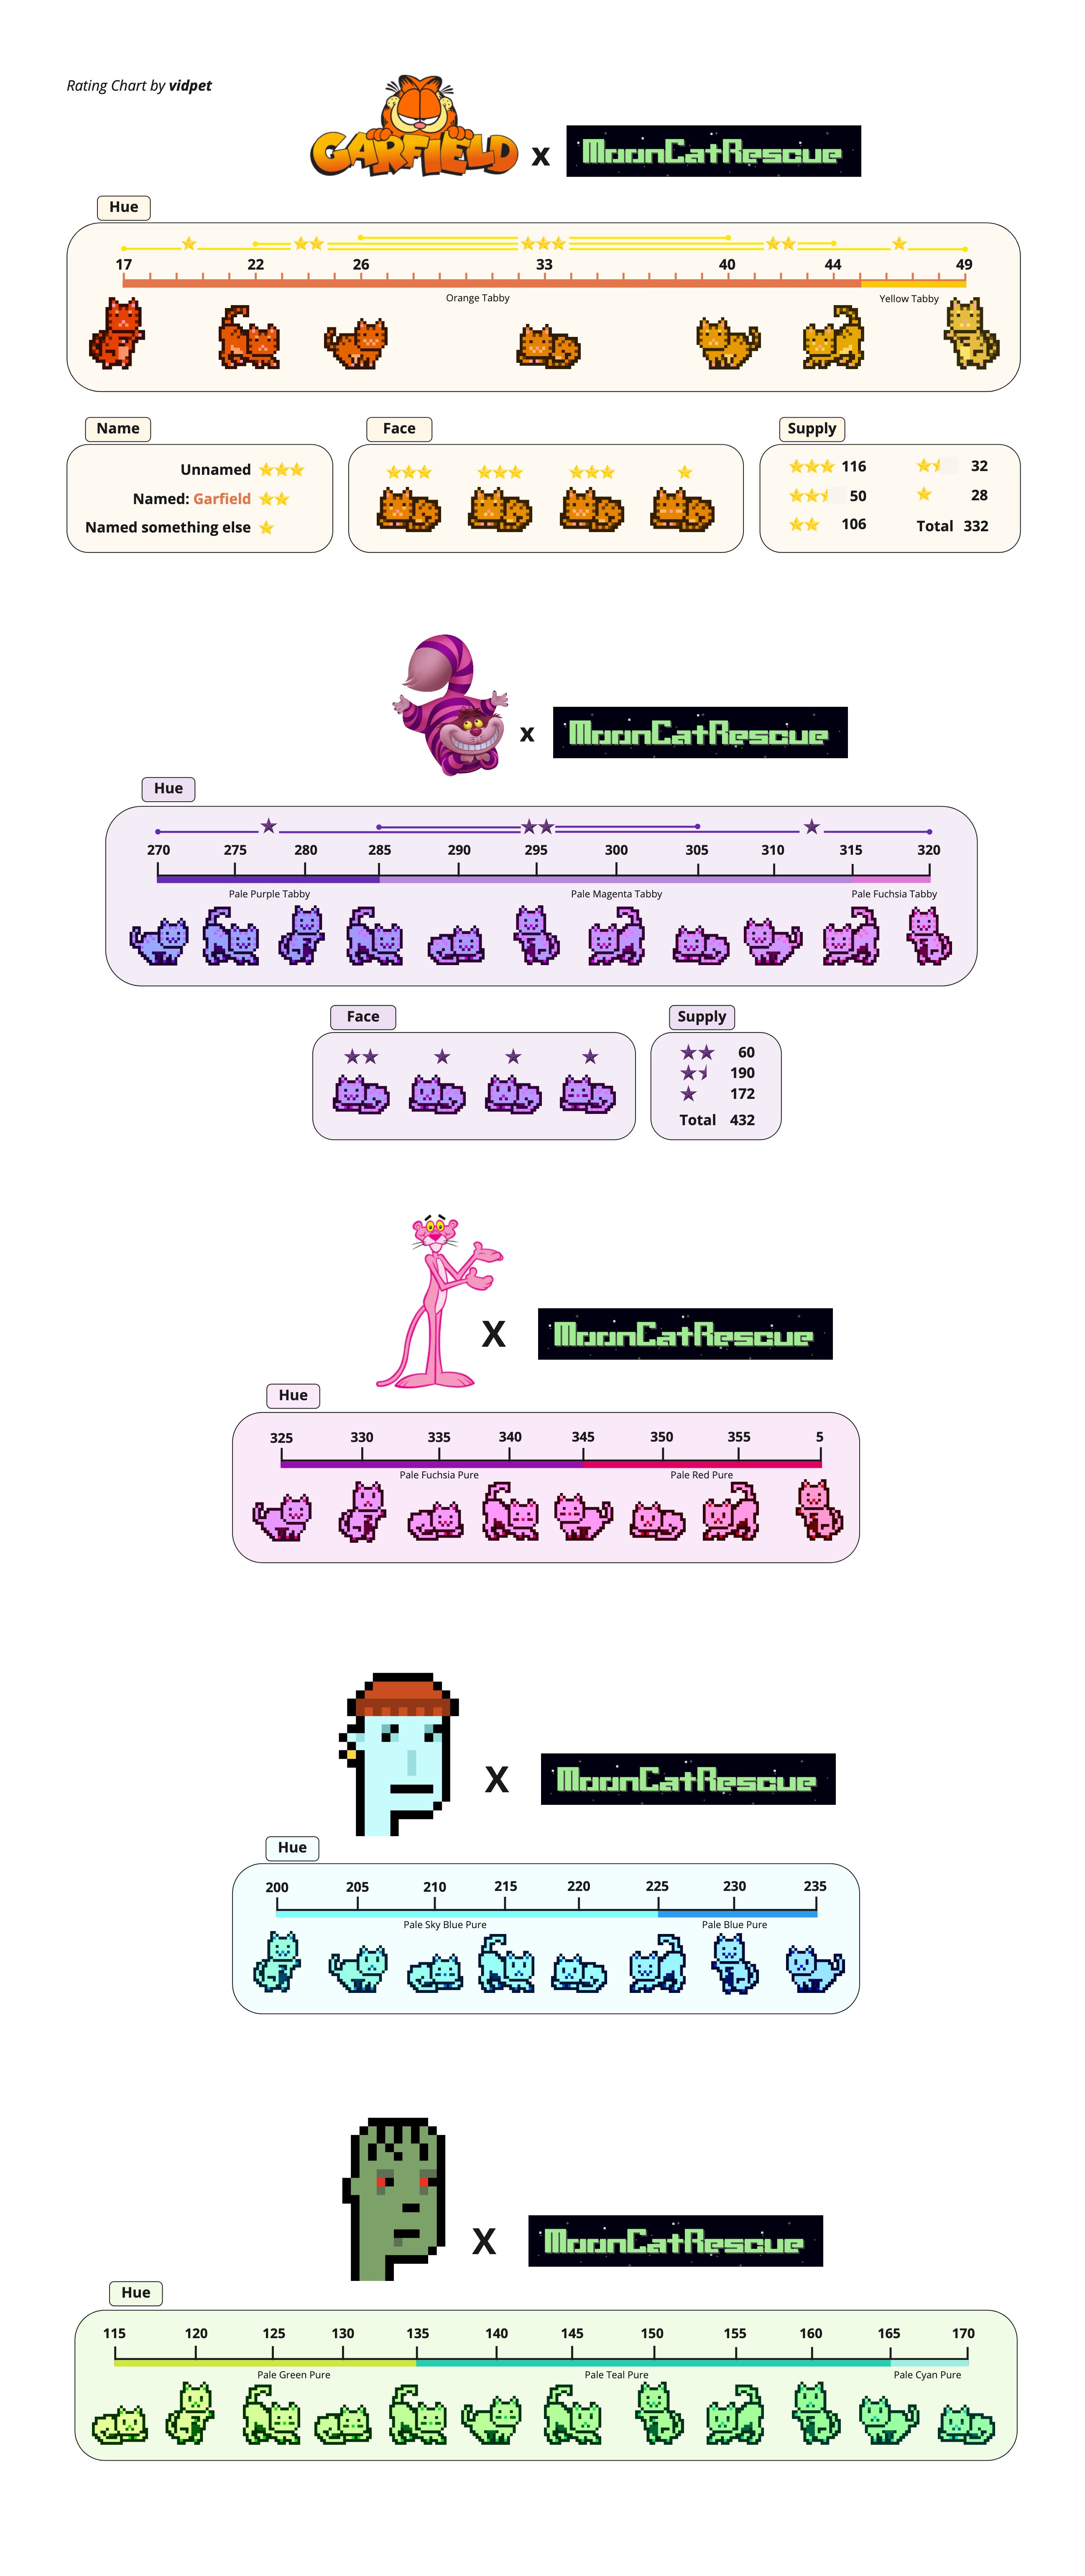 Rating Chart by vidpet
GARFIELD x MoonCatRescue
Hue
17 22 26 33 40 44 49
Orange Tabby Yellow Tabby
Name
Unnamed
Named: Garfield
Named something else
Face
Supply
116 32
50 28
106 Total 332
x MoonCatRescue
Hue
270 275 280 285 290 295 300 305 310 315 320
Pale Purple Tabby Pale Magenta Tabby Pale Fuchsia Tabby
Face
Supply
60
190
172
Total 432
X MoonCatRescue
Hue
325 330 335 340 345 350 355 5
Pale Fuchsia Pure Pale Red Pure
X MoonCatRescue
Hue
200 205 210 215 220 225 230 235
Pale Sky Blue Pure Pale Blue Pure
X MoonCatRescue
Hue
115 120 125 130 135 140 145 150 155 160 165 170
Pale Green Pure Pale Teal Pure Pale Cyan Pure